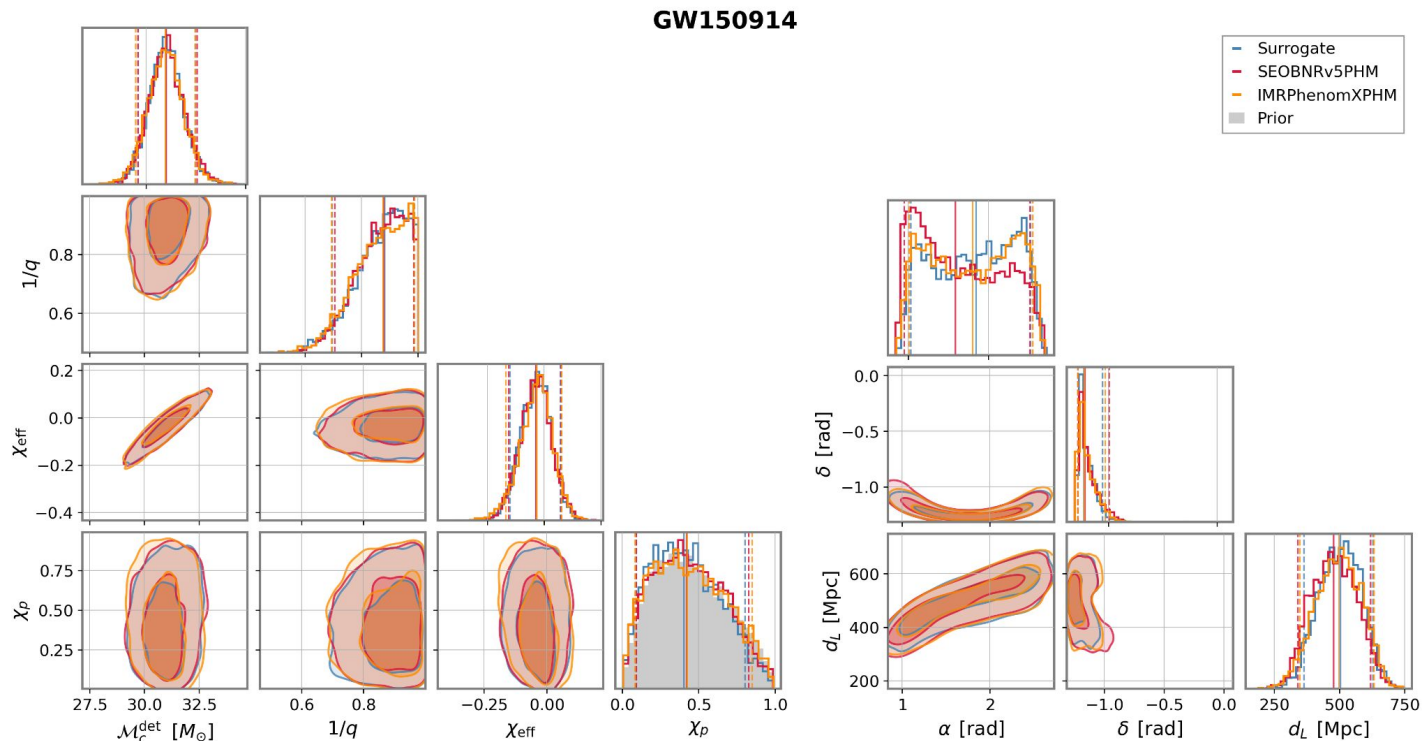 GW150914
Surrogate
SEOBNRv5PHM
IMRPhenomXPHM
Prior
1/q
0.8
0.6
χeff
0.2
0.0
−0.2
−0.4
χp
0.75
0.50
0.25
27.5 30.0 32.5
ℳc^det [M⊙]
0.6 0.8
1/q
−0.25 0.00
χeff
0.0 0.5 1.0
χp
δ [rad]
0.0
−0.5
−1.0
dL [Mpc]
600
400
200
1 2
α [rad]
−1.0 −0.5 0.0
δ [rad]
250 500 750
dL [Mpc]